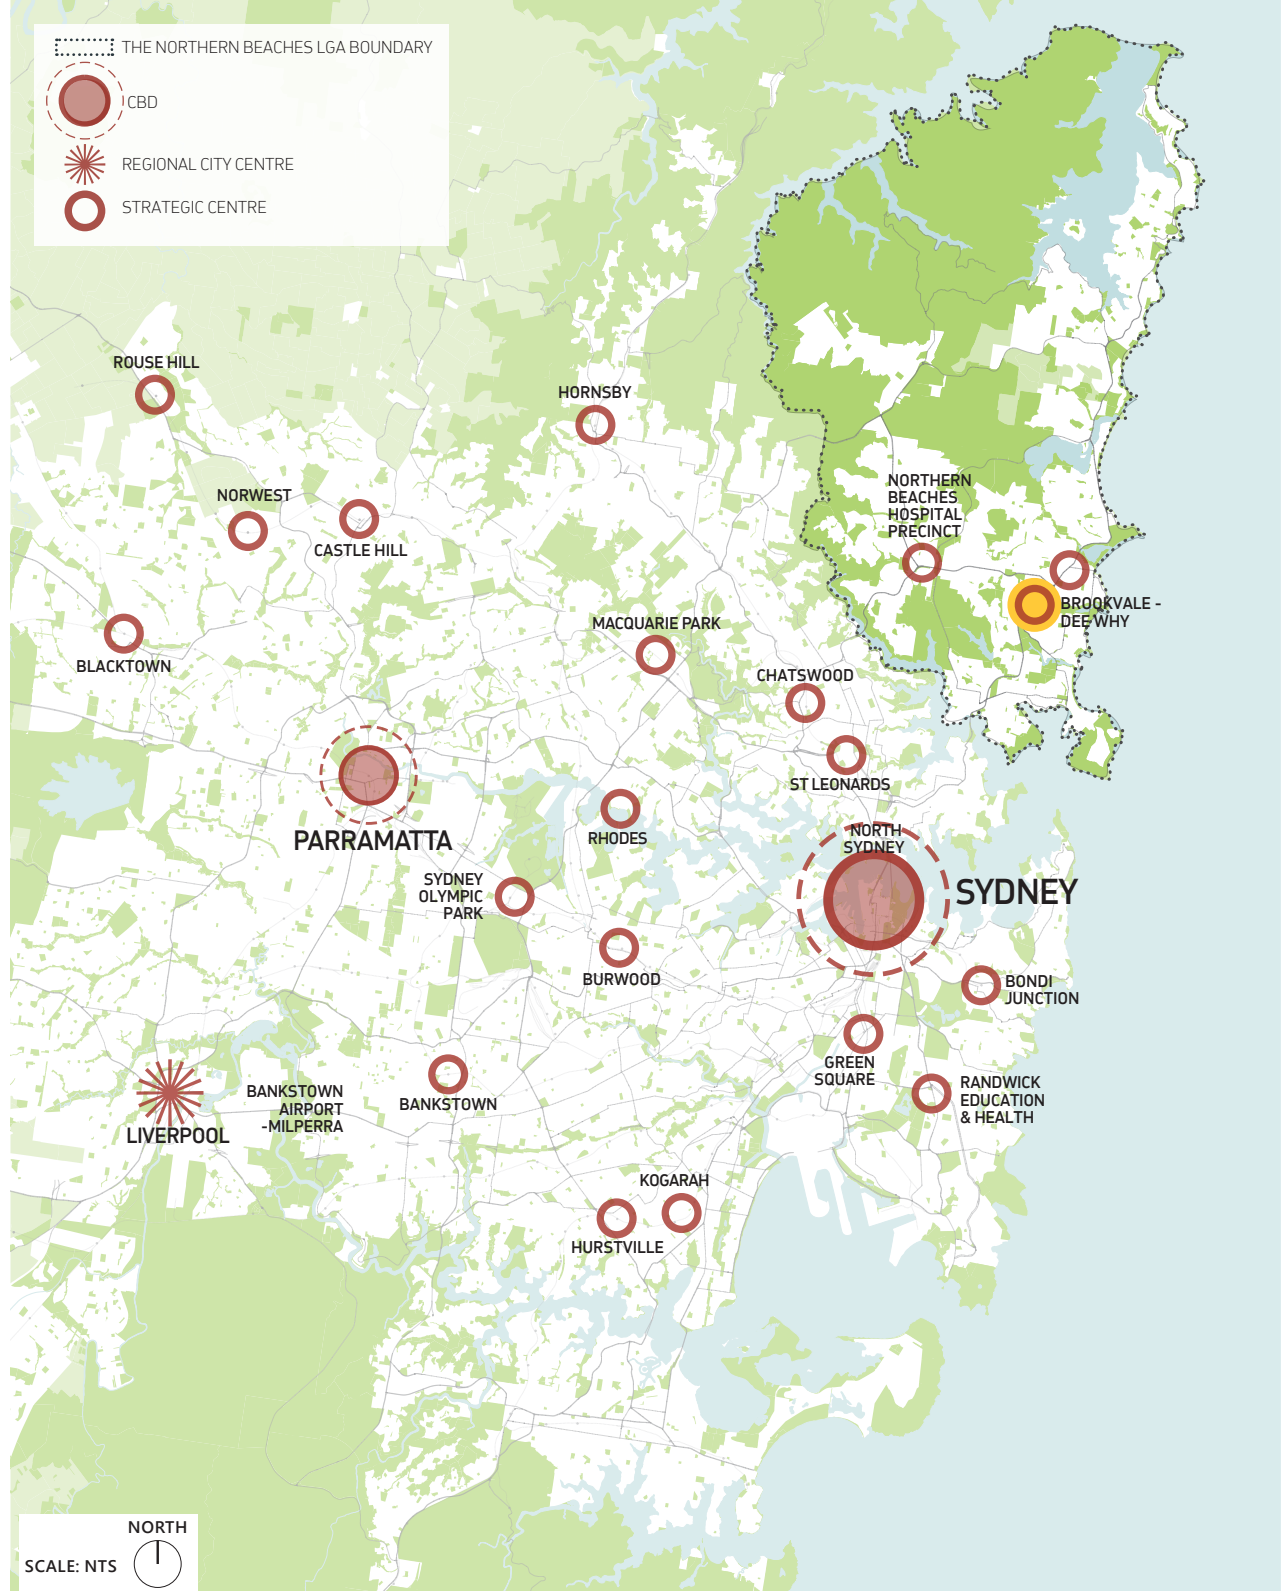 THE NORTHERN BEACHES LGA BOUNDARY
CBD
REGIONAL CITY CENTRE
STRATEGIC CENTRE
ROUSE HILL
HORNSBY
NORWEST
CASTLE HILL
NORTHERN
BEACHES
HOSPITAL
PRECINCT
BROOKVALE -
DEE WHY
MACQUARIE PARK
BLACKTOWN
CHATSWOOD
ST LEONARDS
PARRAMATTA
RHODES
NORTH
SYDNEY
SYDNEY
SYDNEY
OLYMPIC
PARK
BURWOOD
BONDI
JUNCTION
GREEN
SQUARE
RANDWICK
EDUCATION
& HEALTH
BANKSTOWN
AIRPORT
-MILPERRA
BANKSTOWN
LIVERPOOL
KOGARAH
HURSTVILLE
NORTH
SCALE: NTS